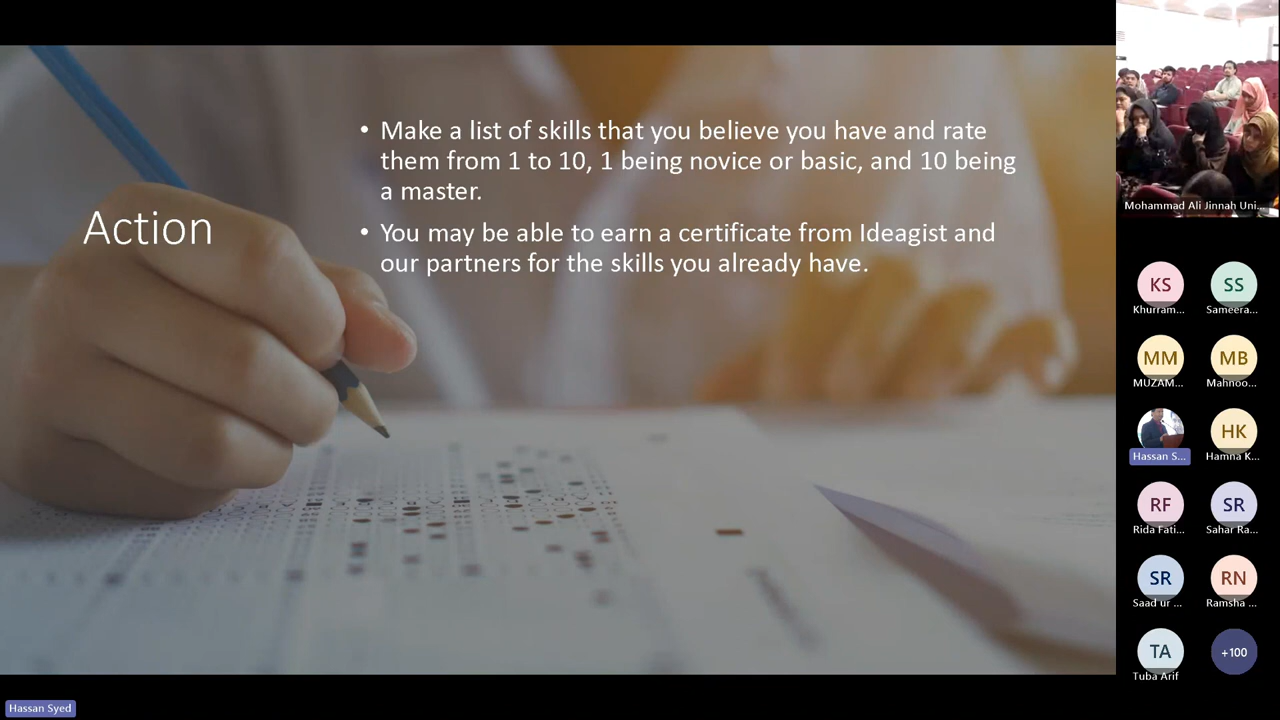 Action
• Make a list of skills that you believe you have and rate
them from 1 to 10, 1 being novice or basic, and 10 being
a master.
• You may be able to earn a certificate from Ideagist and
our partners for the skills you already have.
Mohammad Ali Jinnah Uni...
KS
SS
Khurram...
Sameera...
MM
MB
MUZAM...
Mahnoo...
HK
Hassan S...
Hamna K...
RF
SR
Rida Fati...
Sahar Ra...
SR
RN
Saad ur ...
Ramsha ...
TA
+100
Tuba Arif
Hassan Syed